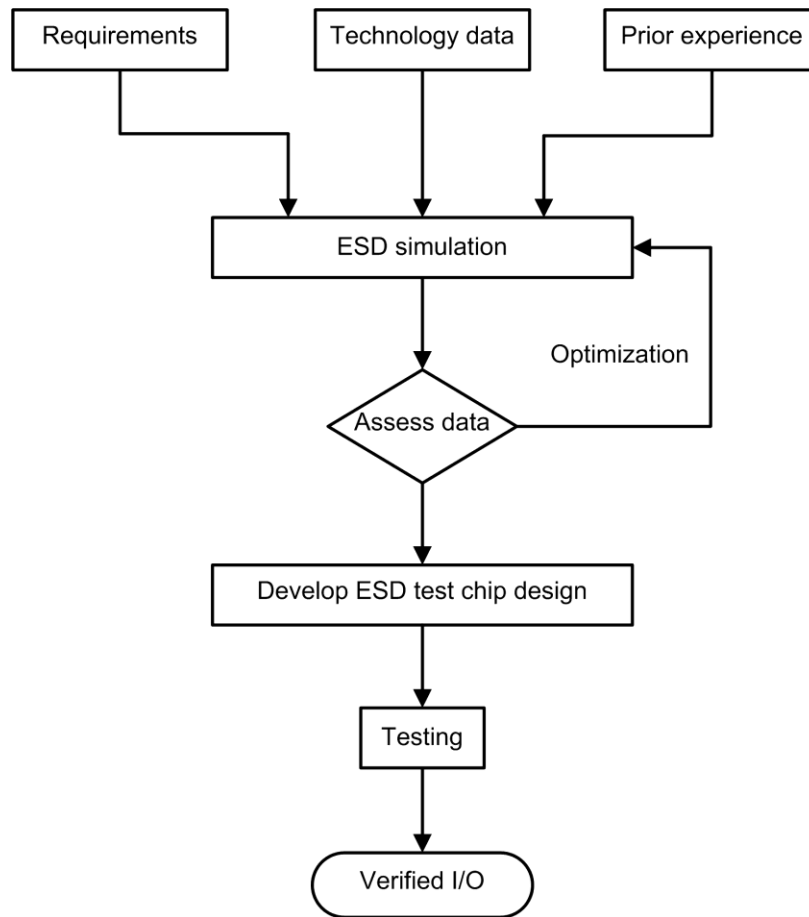 Requirements
Technology data
Prior experience
ESD simulation
Optimization
Assess data
Develop ESD test chip design
Testing
Verified I/O